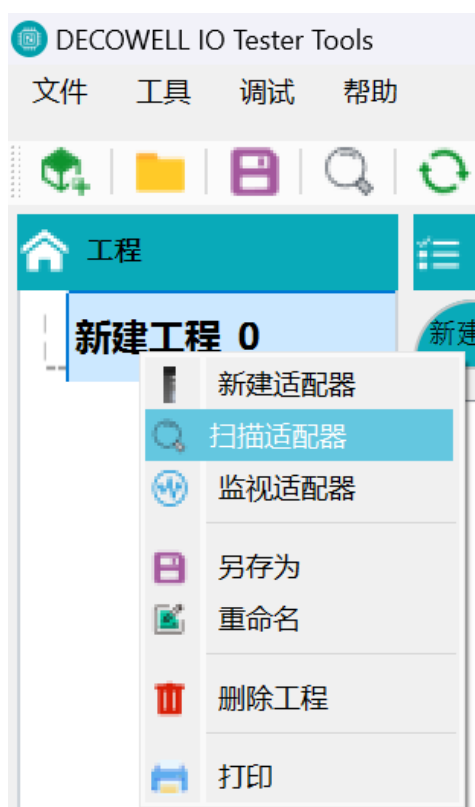 DECOWELL IO Tester Tools
文件 工具 调试 帮助
工程
新建工程 0
新建
新建适配器
扫描适配器
监视适配器
另存为
重命名
删除工程
打印